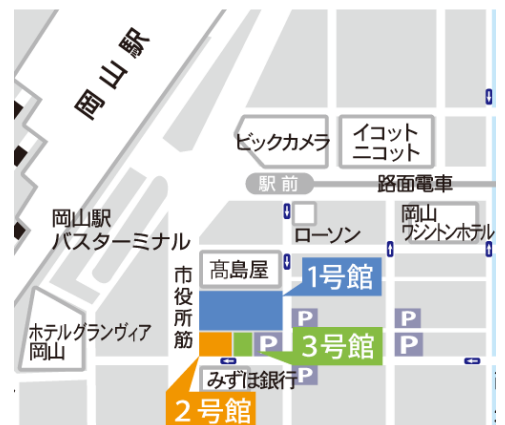 岡山駅
ビックカメラ
イコット
ニコット
駅前
路面電車
岡山駅
バスターミナル
ローソン
岡山
ワシントンホテル
市役所筋
髙島屋
1号館
P
P
ホテルグランヴィア
岡山
P
3号館
P
みずほ銀行
P
2号館